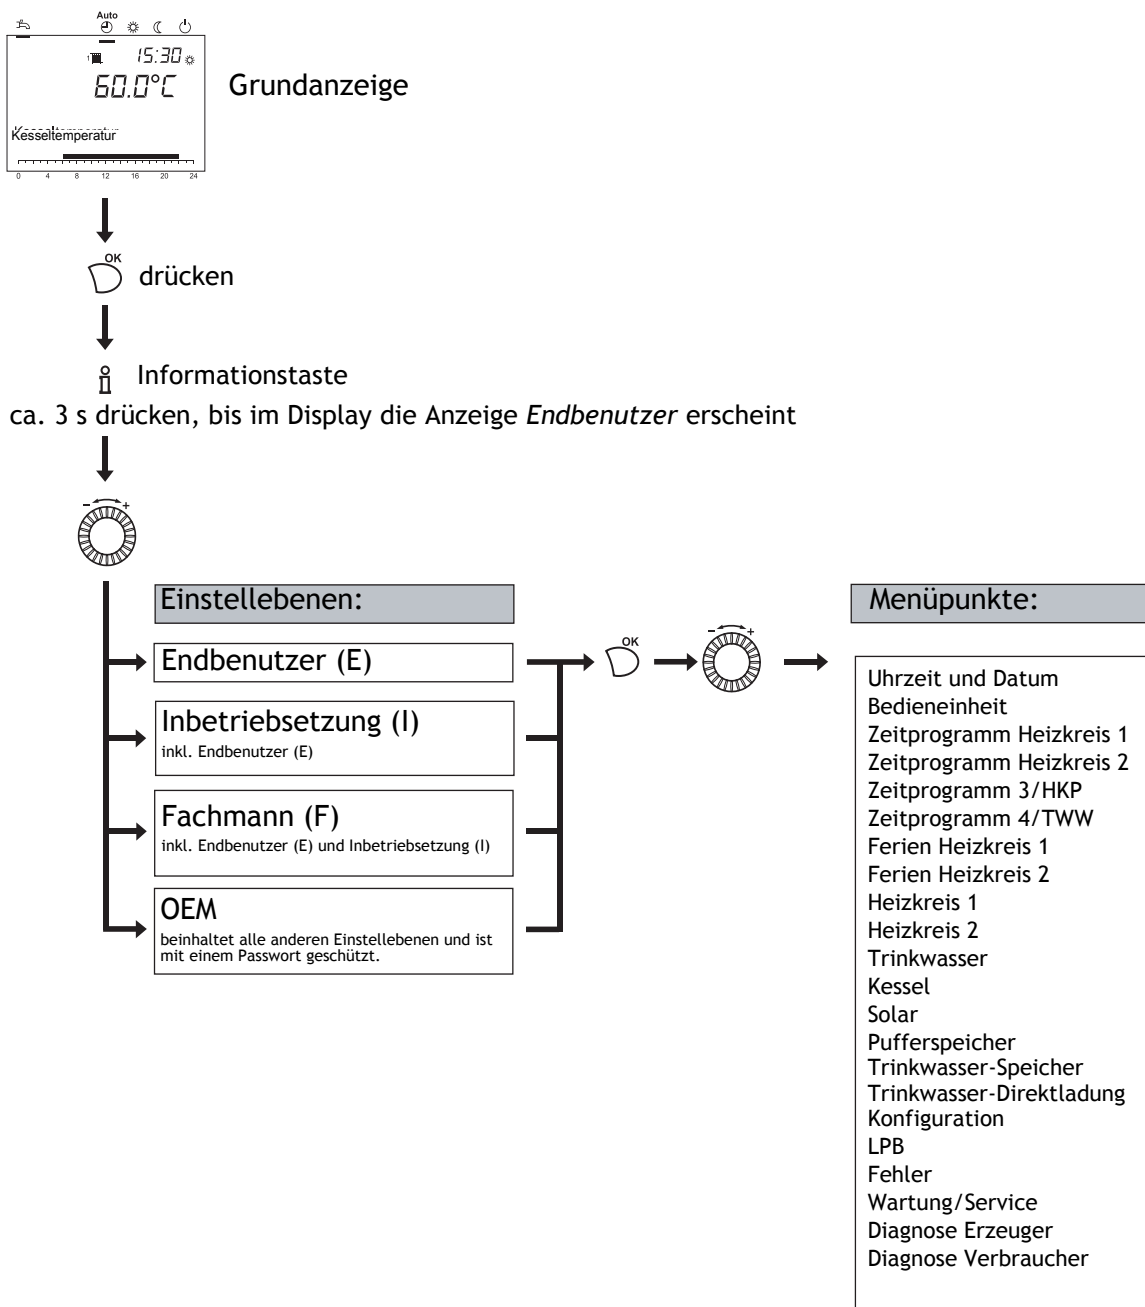 Auto
15:30
1
60.0°C
Grundanzeige
Kesseltemperatur
0 4 8 12 16 20 24
OK
drücken
Informationstaste
ca. 3 s drücken, bis im Display die Anzeige Endbenutzer erscheint
- +
Einstellebenen:
Endbenutzer (E)
Inbetriebsetzung (I)
inkl. Endbenutzer (E)
Fachmann (F)
inkl. Endbenutzer (E) und Inbetriebsetzung (I)
OEM
beinhaltet alle anderen Einstellebenen und ist
mit einem Passwort geschützt.
OK
- +
Menüpunkte:
Uhrzeit und Datum
Bedieneinheit
Zeitprogramm Heizkreis 1
Zeitprogramm Heizkreis 2
Zeitprogramm 3/HKP
Zeitprogramm 4/TWW
Ferien Heizkreis 1
Ferien Heizkreis 2
Heizkreis 1
Heizkreis 2
Trinkwasser
Kessel
Solar
Pufferspeicher
Trinkwasser-Speicher
Trinkwasser-Direktladung
Konfiguration
LPB
Fehler
Wartung/Service
Diagnose Erzeuger
Diagnose Verbraucher